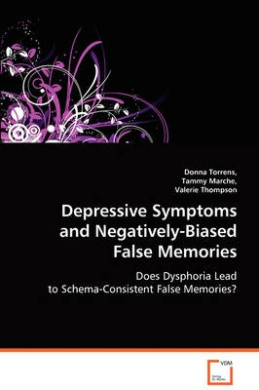 Donna Torrens,
Tammy Marche,
Valerie Thompson
Depressive Symptoms
and Negatively-Biased
False Memories
Does Dysphoria Lead
to Schema-Consistent False Memories?
VDM